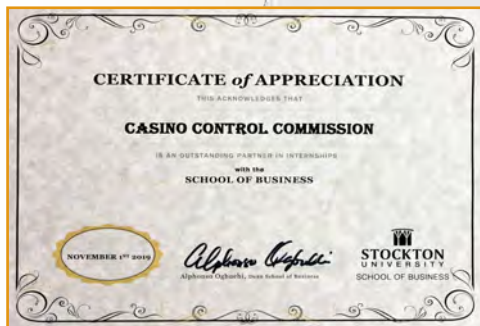 CERTIFICATE of APPRECIATION
THIS ACKNOWLEDGES THAT
CASINO CONTROL COMMISSION
IS AN OUTSTANDING PARTNER IN INTERNSHIPS
with the
SCHOOL OF BUSINESS
NOVEMBER 1ST 2019
Alphonso Ogbuehi, Dean School of Business
STOCKTON
UNIVERSITY
SCHOOL OF BUSINESS